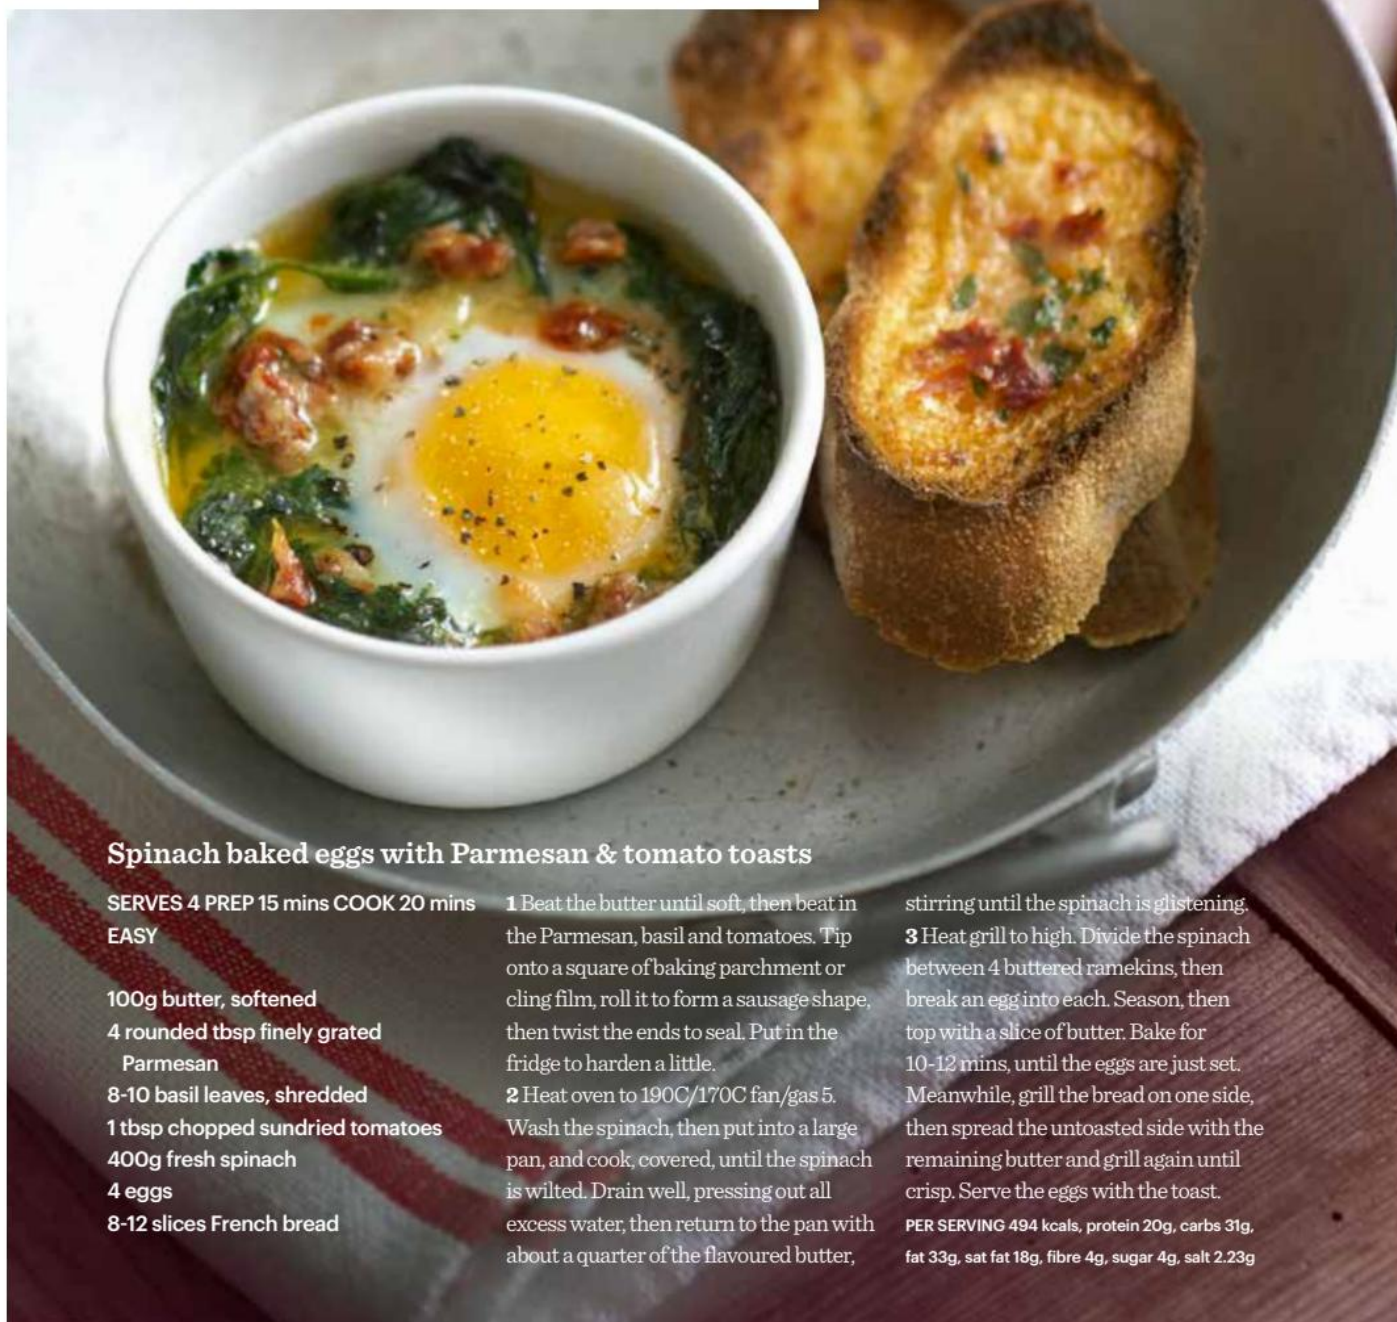 Spinach baked eggs with Parmesan & tomato toasts
SERVES 4 PREP 15 mins COOK 20 mins
EASY
100g butter, softened
4 rounded tbsp finely grated
Parmesan
8-10 basil leaves, shredded
1 tbsp chopped sundried tomatoes
400g fresh spinach
4 eggs
8-12 slices French bread
1 Beat the butter until soft, then beat in
the Parmesan, basil and tomatoes. Tip
onto a square of baking parchment or
cling film, roll it to form a sausage shape,
then twist the ends to seal. Put in the
fridge to harden a little.
2 Heat oven to 190C/170C fan/gas 5.
Wash the spinach, then put into a large
pan, and cook, covered, until the spinach
is wilted. Drain well, pressing out all
excess water, then return to the pan with
about a quarter of the flavoured butter,
stirring until the spinach is glistening.
3 Heat grill to high. Divide the spinach
between 4 buttered ramekins, then
break an egg into each. Season, then
top with a slice of butter. Bake for
10-12 mins, until the eggs are just set.
Meanwhile, grill the bread on one side,
then spread the untoasted side with the
remaining butter and grill again until
crisp. Serve the eggs with the toast.
PER SERVING 494 kcals, protein 20g, carbs 31g,
fat 33g, sat fat 18g, fibre 4g, sugar 4g, salt 2.23g